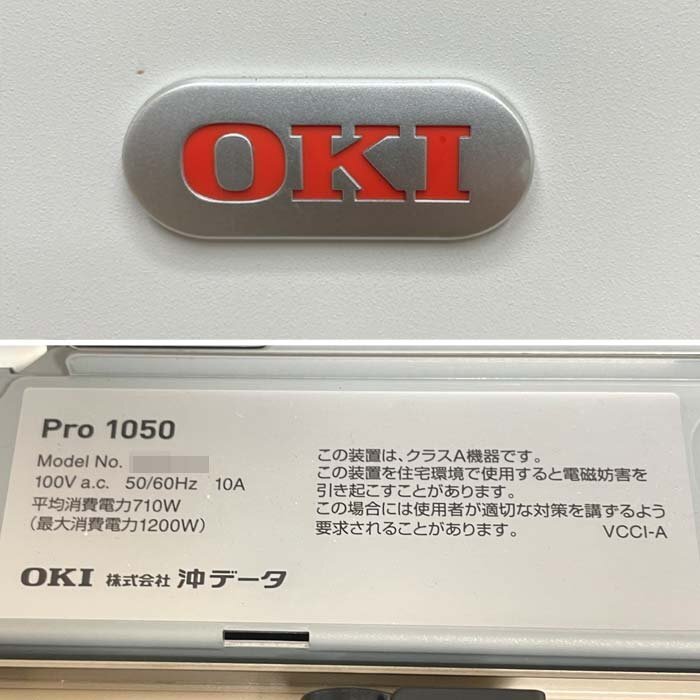 OKI
Pro 1050
Model No.
100V a.c. 50/60Hz 10A
平均消費電力710W
(最大消費電力1200W)
この装置は、クラスA機器です。
この装置を住宅環境で使用すると電磁妨害を
引き起こすことがあります。
この場合には使用者が適切な対策を講ずるよう
要求されることがあります。 VCCI-A
OKI 株式会社 沖データ